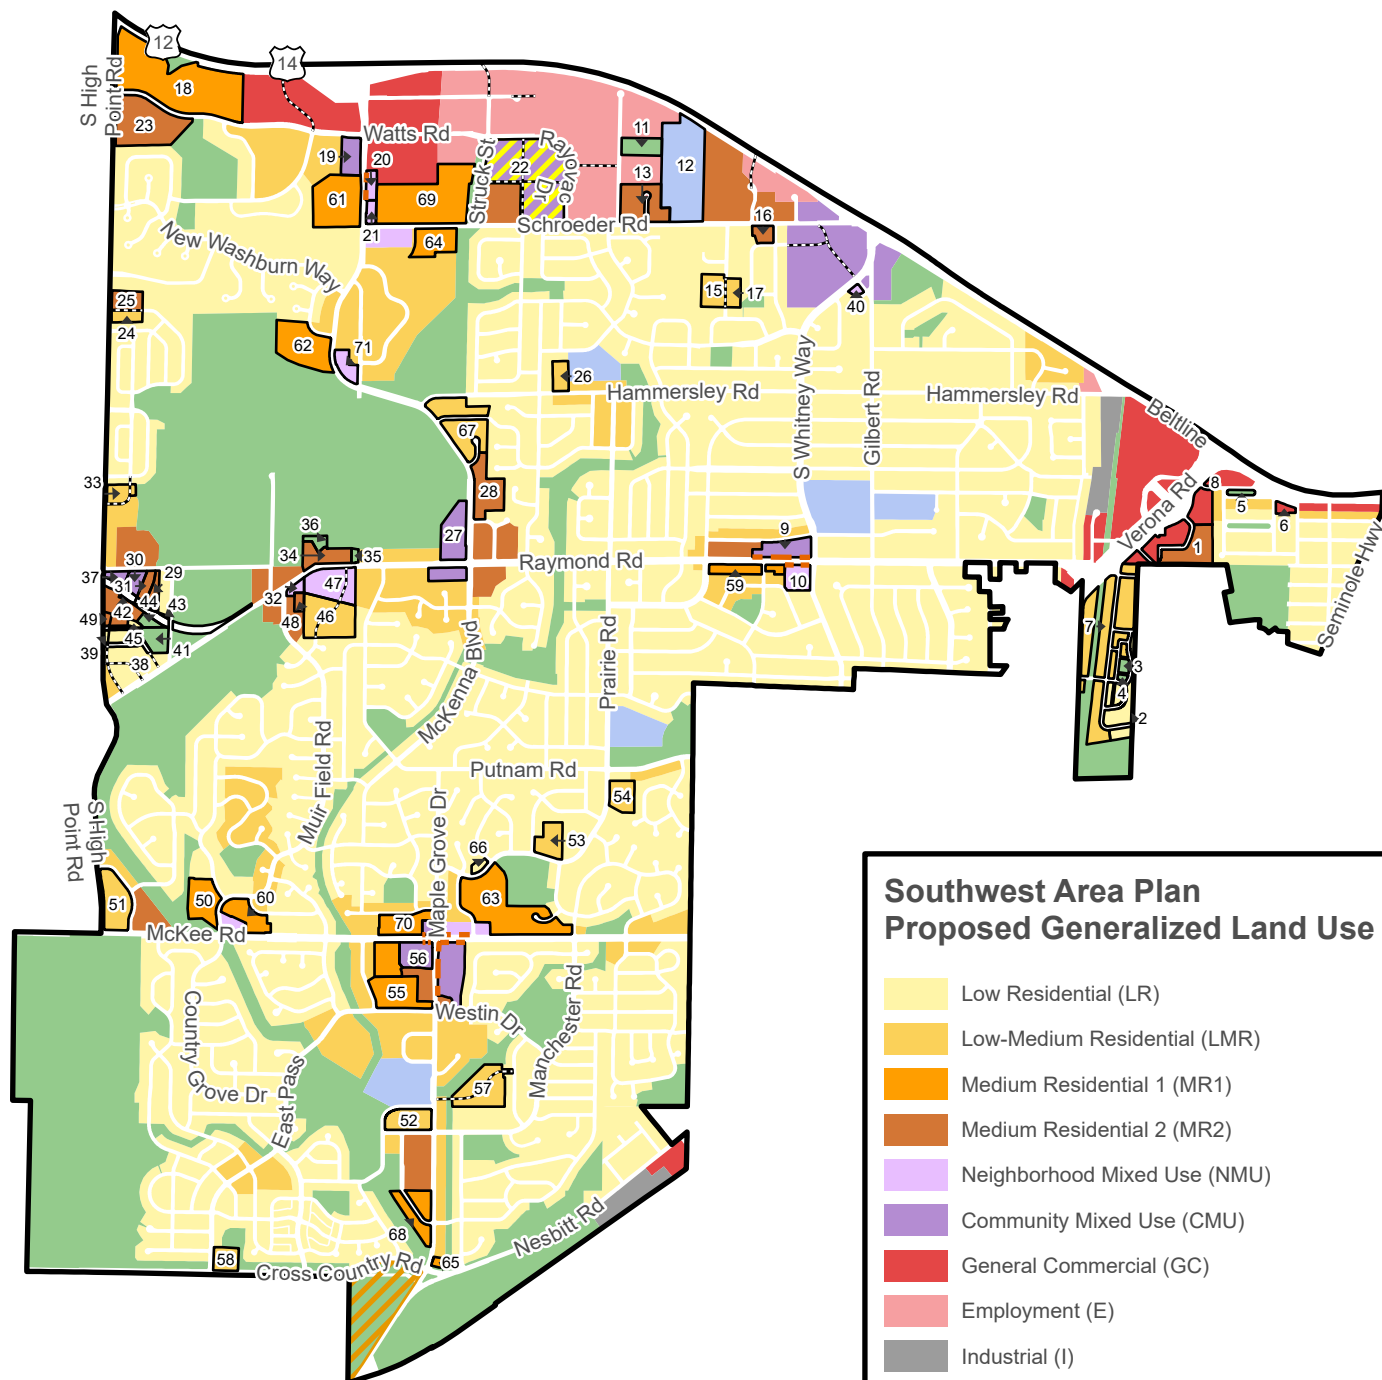 12
14
S High
Point Rd
18
23
Watts Rd
19
20
11
12
13
Struck St
22
Rayovac
Dr
61
69
21
64
Schroeder Rd
16
New Washburn Way
15
17
40
25
24
62
71
26
Hammersley Rd
S Whitney Way
Gilbert Rd
Hammersley Rd
Beltline
67
28
33
27
36
34
35
Raymond Rd
9
10
59
8
5
6
1
Verona Rd
Seminole Hwy
37
30
31
29
44
42
43
49
45
41
39
38
32
47
46
48
7
3
4
2
McKenna Blvd
Prairie Rd
Muir Field Rd
Putnam Rd
Maple Grove Dr
54
53
66
S High
Point Rd
51
50
60
63
70
McKee Rd
56
55
Westin Dr
Manchester Rd
Country
Grove Dr
East Pass
57
52
68
65
58
Cross Country Rd
Nesbitt Rd
Southwest Area Plan
Proposed Generalized Land Use
Low Residential (LR)
Low-Medium Residential (LMR)
Medium Residential 1 (MR1)
Medium Residential 2 (MR2)
Neighborhood Mixed Use (NMU)
Community Mixed Use (CMU)
General Commercial (GC)
Employment (E)
Industrial (I)